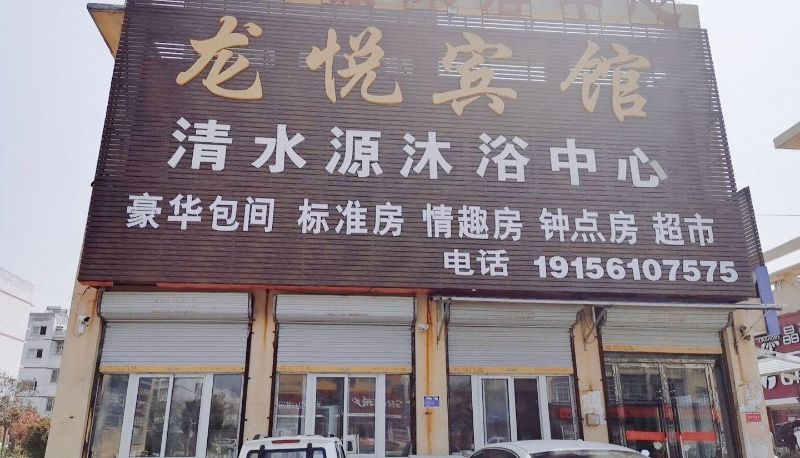 龙悦宾馆
清水源沐浴中心
豪华包间 标准房 情趣房 钟点房 超市
电话 19156107575